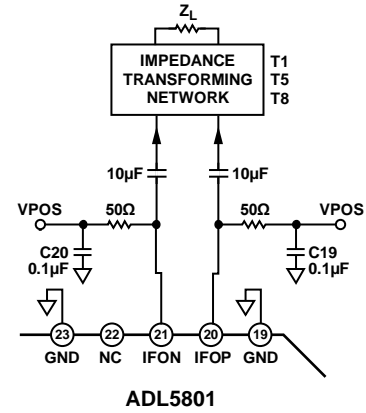 ZL
IMPEDANCE
TRANSFORMING
NETWORK
T1
T5
T8
10µF
10µF
VPOS
50Ω
50Ω
VPOS
C20
0.1µF
C19
0.1µF
23
22
21
20
19
GND
NC
IFON
IFOP
GND
ADL5801